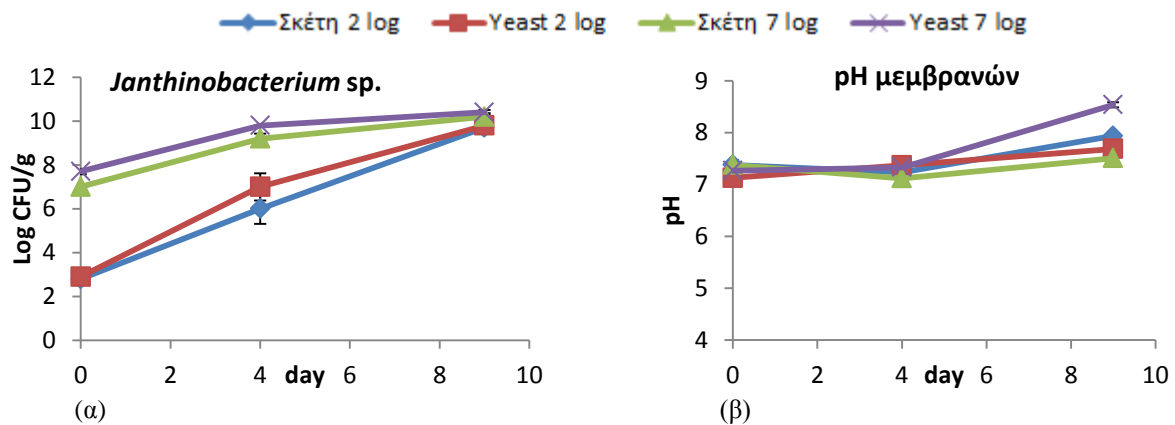 Σκέτη 2 log Yeast 2 log Σκέτη 7 log Yeast 7 log
Janthinobacterium sp.
12
10
8
6
4
2
0
Log CFU/g
0 2 4 day 6 8 10
(α)
pH μεμβρανών
9
8
7
6
5
4
pH
0 2 4 day 6 8 10
(β)